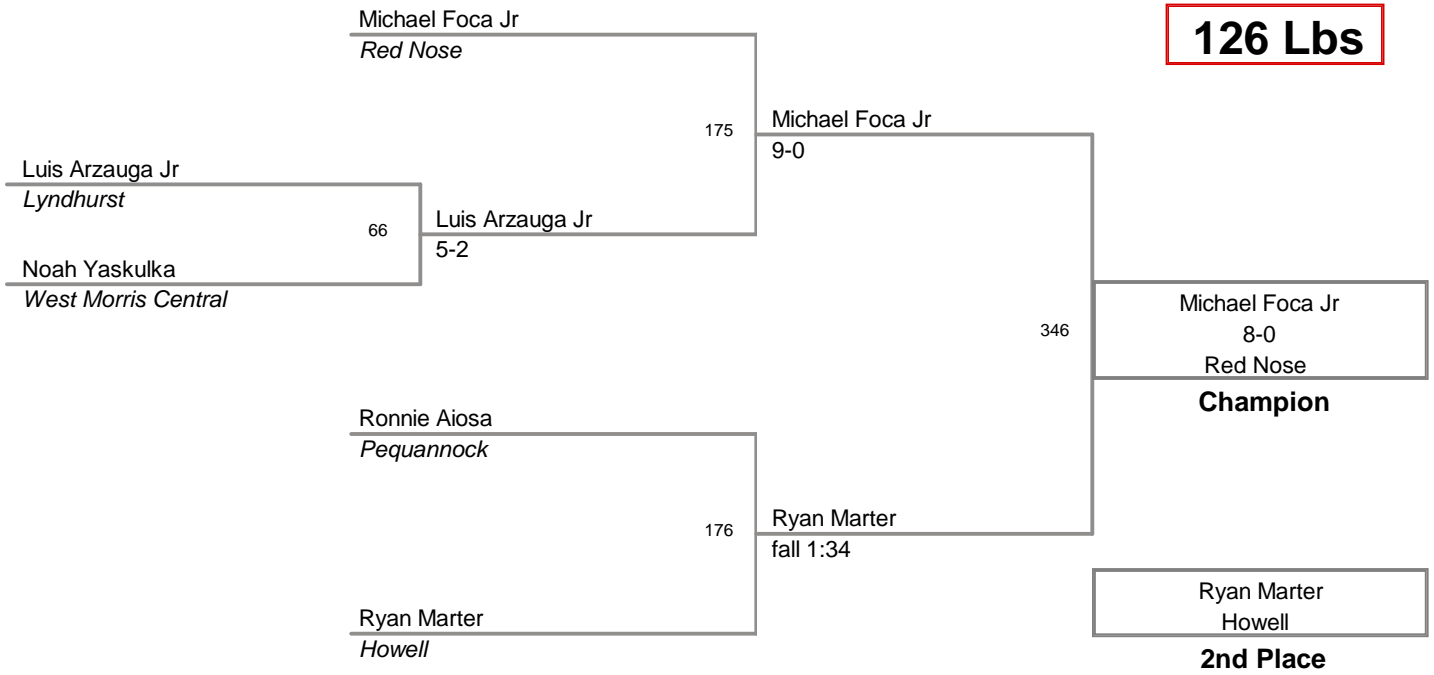 Michael Foca Jr
Red Nose
126 Lbs
175
Michael Foca Jr
9-0
Luis Arzauga Jr
Lyndhurst
66
Luis Arzauga Jr
5-2
Noah Yaskulka
West Morris Central
346
Michael Foca Jr
8-0
Red Nose
Champion
Ronnie Aiosa
Pequannock
176
Ryan Marter
fall 1:34
Ryan Marter
Howell
Ryan Marter
Howell
2nd Place